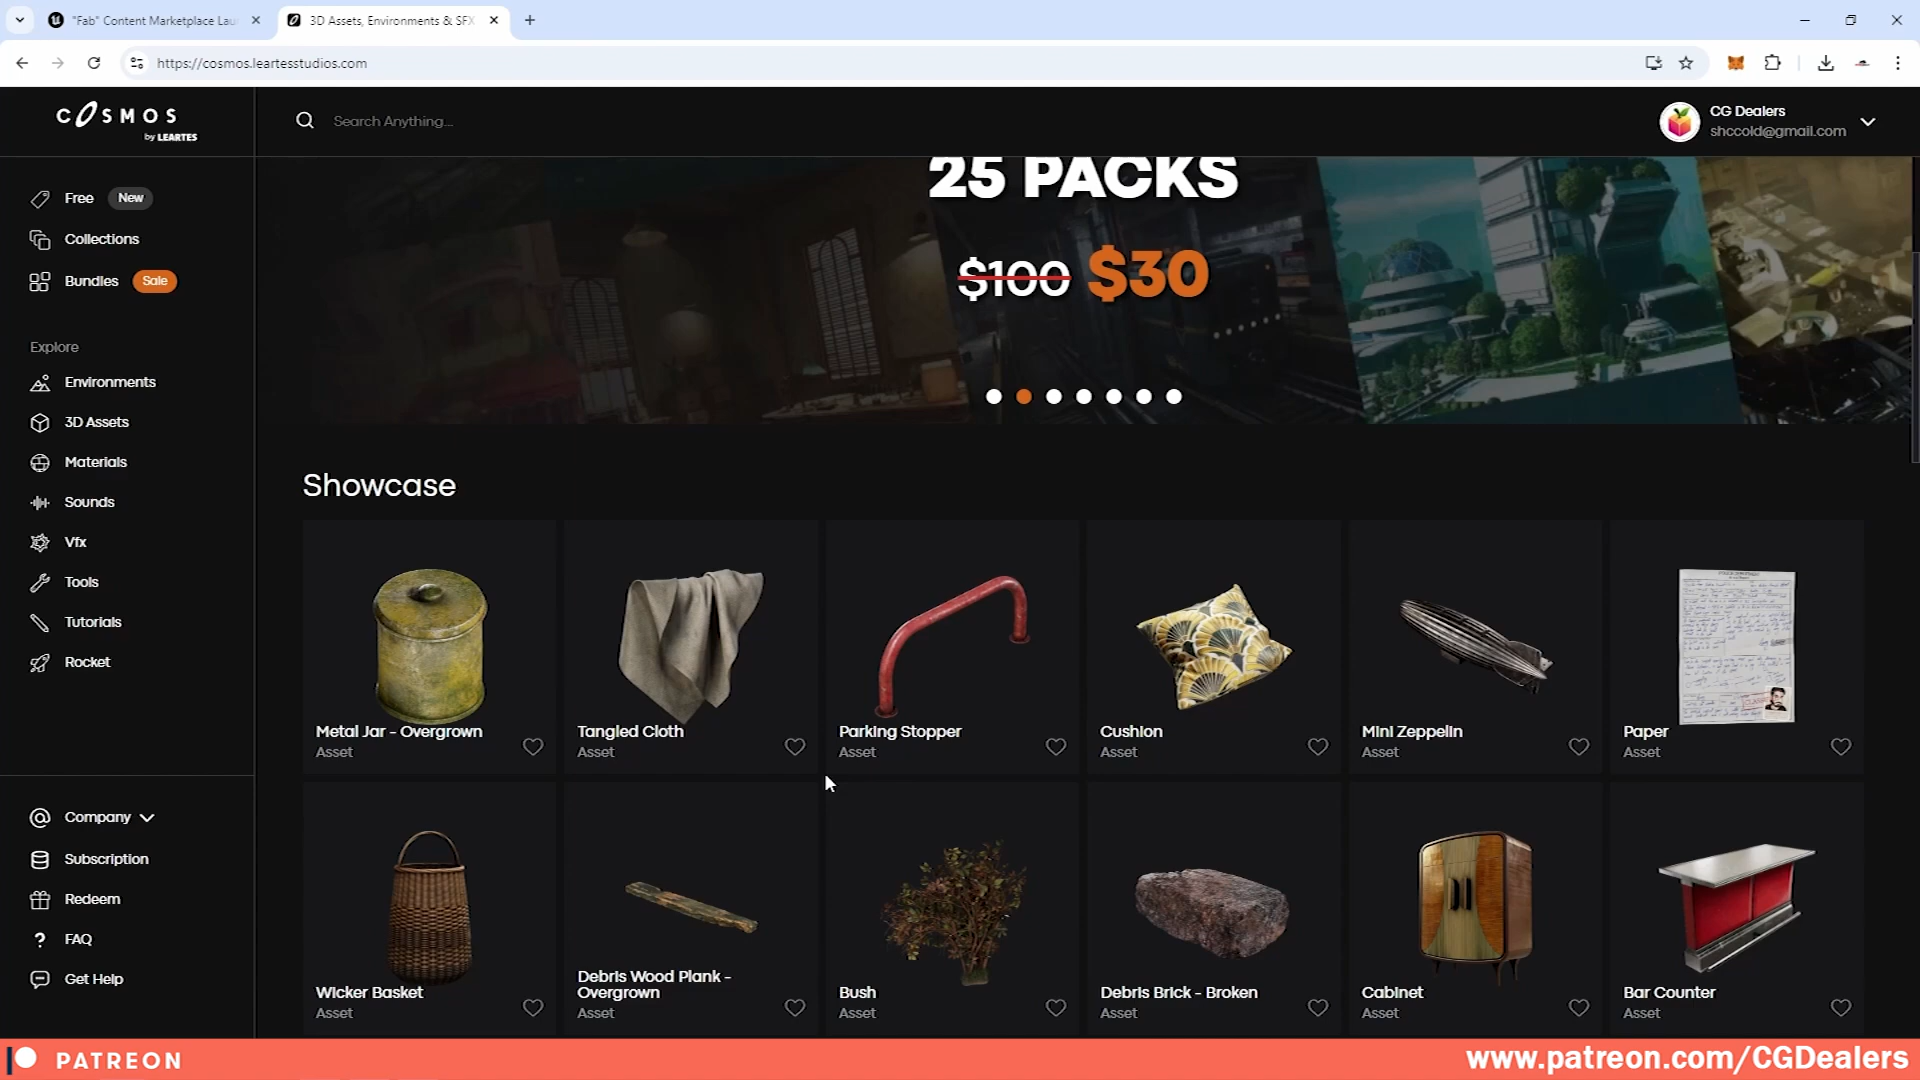 "Fab" Content Marketplace Lau
3D Assets, Environments & SFX
https://cosmos.leartesstudios.com
COSMOS
by LEARTES
Search Anything...
CG Dealers
shccold@gmail.com
Free New
Collections
Bundles Sale
Explore
Environments
3D Assets
Materials
Sounds
Vfx
Tools
Tutorials
Rocket
Company
Subscription
Redeem
FAQ
Get Help
25 PACKS
$100 $30
Showcase
Metal Jar - Overgrown
Asset
Tangled Cloth
Asset
Parking Stopper
Asset
Cushion
Asset
Mini Zeppelin
Asset
Paper
Asset
Wicker Basket
Asset
Debris Wood Plank -
Overgrown
Asset
Bush
Asset
Debris Brick - Broken
Asset
Cabinet
Asset
Bar Counter
Asset
PATREON
www.patreon.com/CGDealers